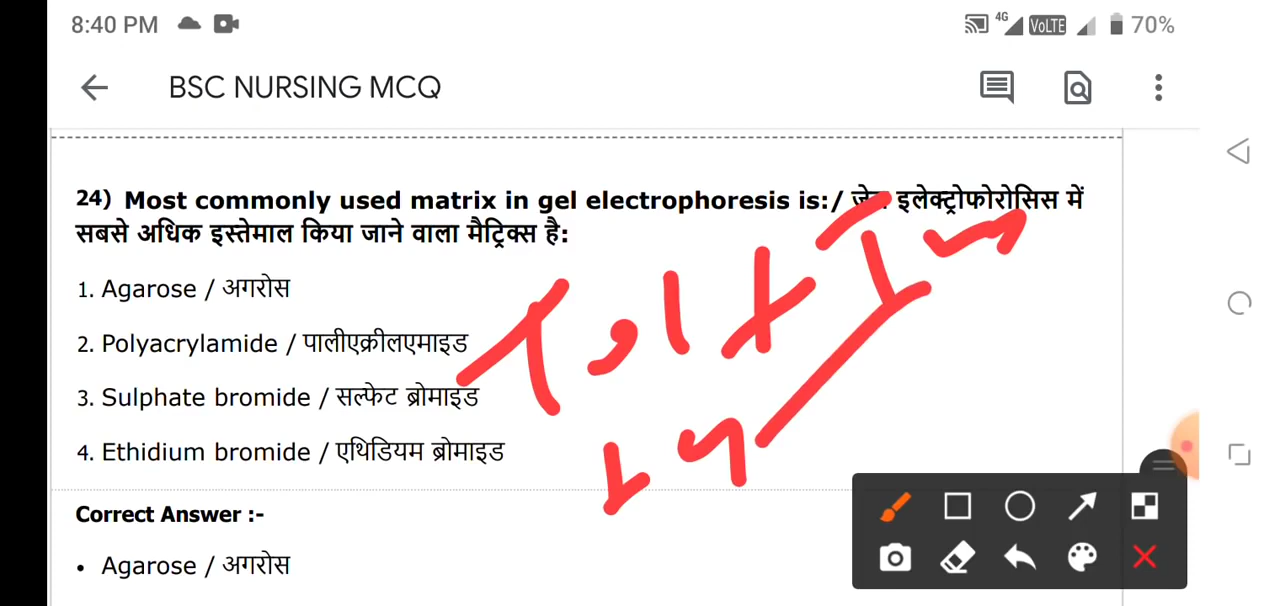 8:40 PM 4G VoLTE 70%
BSC NURSING MCQ
24) Most commonly used matrix in gel electrophoresis is:/ जेल इलेक्ट्रोफोरोसिस में
सबसे अधिक इस्तेमाल किया जाने वाला मैट्रिक्स है:
1. Agarose / अगरोस
2. Polyacrylamide / पालीएक्रीलएमाइड
3. Sulphate bromide / सल्फेट ब्रोमाइड
4. Ethidium bromide / एथिडियम ब्रोमाइड
Correct Answer :-
• Agarose / अगरोस